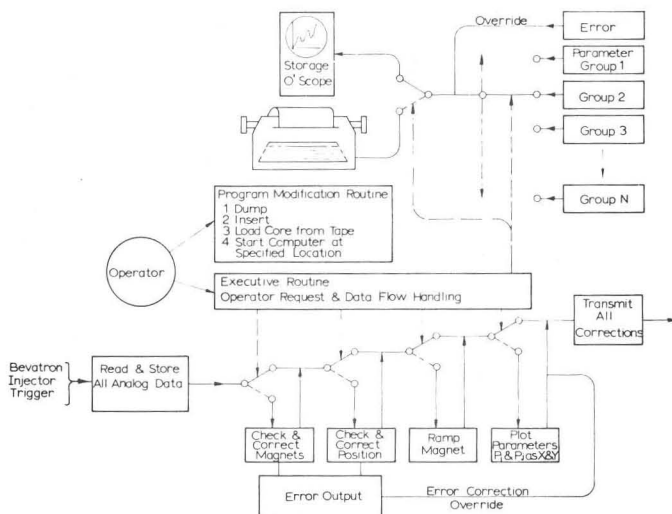 Override
Error
Parameter
Group 1
Storage
O' Scope
Group 2
Group 3
Group N
Program Modification Routine
1 Dump
2 Insert
3 Load Core from Tape
4 Start Computer at
Specified Location
Operator
Executive Routine
Operator Request & Data Flow Handling
Transmit
All
Corrections
Bevatron
Injector
Trigger
Read & Store
All Analog Data
Check &
Correct
Magnets
Check &
Correct
Position
Ramp
Magnet
Plot
Parameters
Pi & Pj as X&Y
Error Output
Error Correction
Override